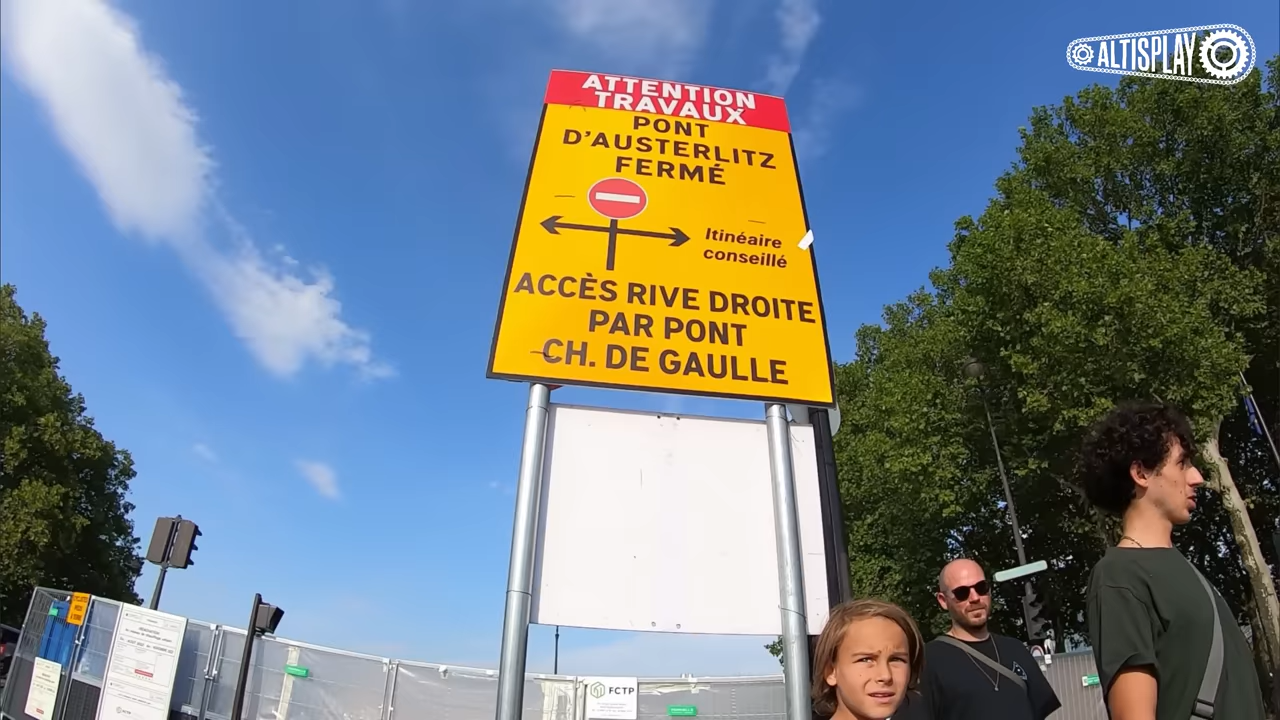 ALTISPLAY
ATTENTION
TRAVAUX
PONT
D'AUSTERLITZ
FERMÉ
Itinéaire
conseillé
ACCÈS RIVE DROITE
PAR PONT
CH. DE GAULLE
FCTP